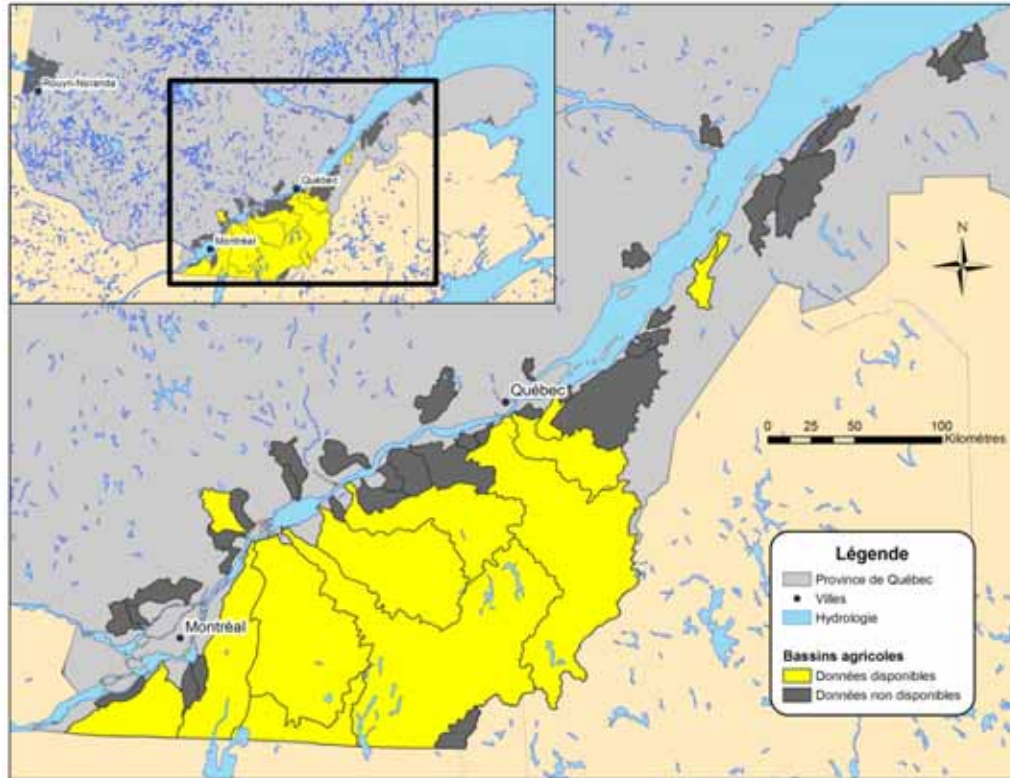 Rouyn-Noranda
Québec
Montréal
N
Québec
0 25 50 100
Kilomètres
Montréal
Légende
Province de Québec
Villes
Hydrologie
Bassins agricoles
Données disponibles
Données non disponibles